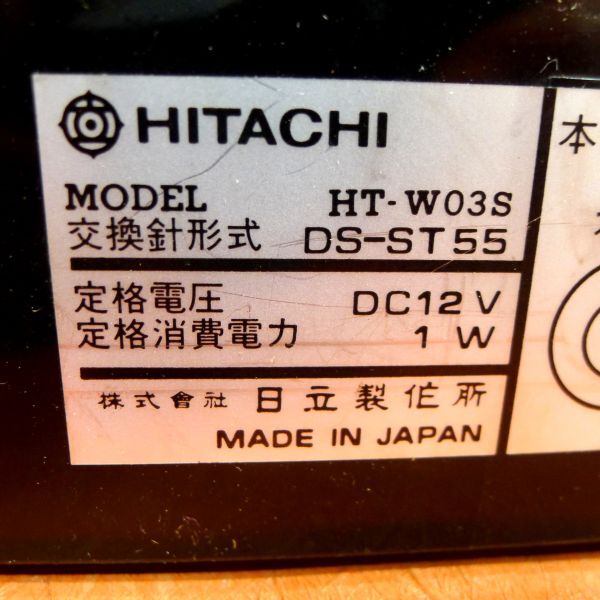 HITACHI
MODEL HT-W03S
交換針形式 DS-ST55
定格電圧 DC12V
定格消費電力 1W
株式會社 日立製作所
MADE IN JAPAN
本